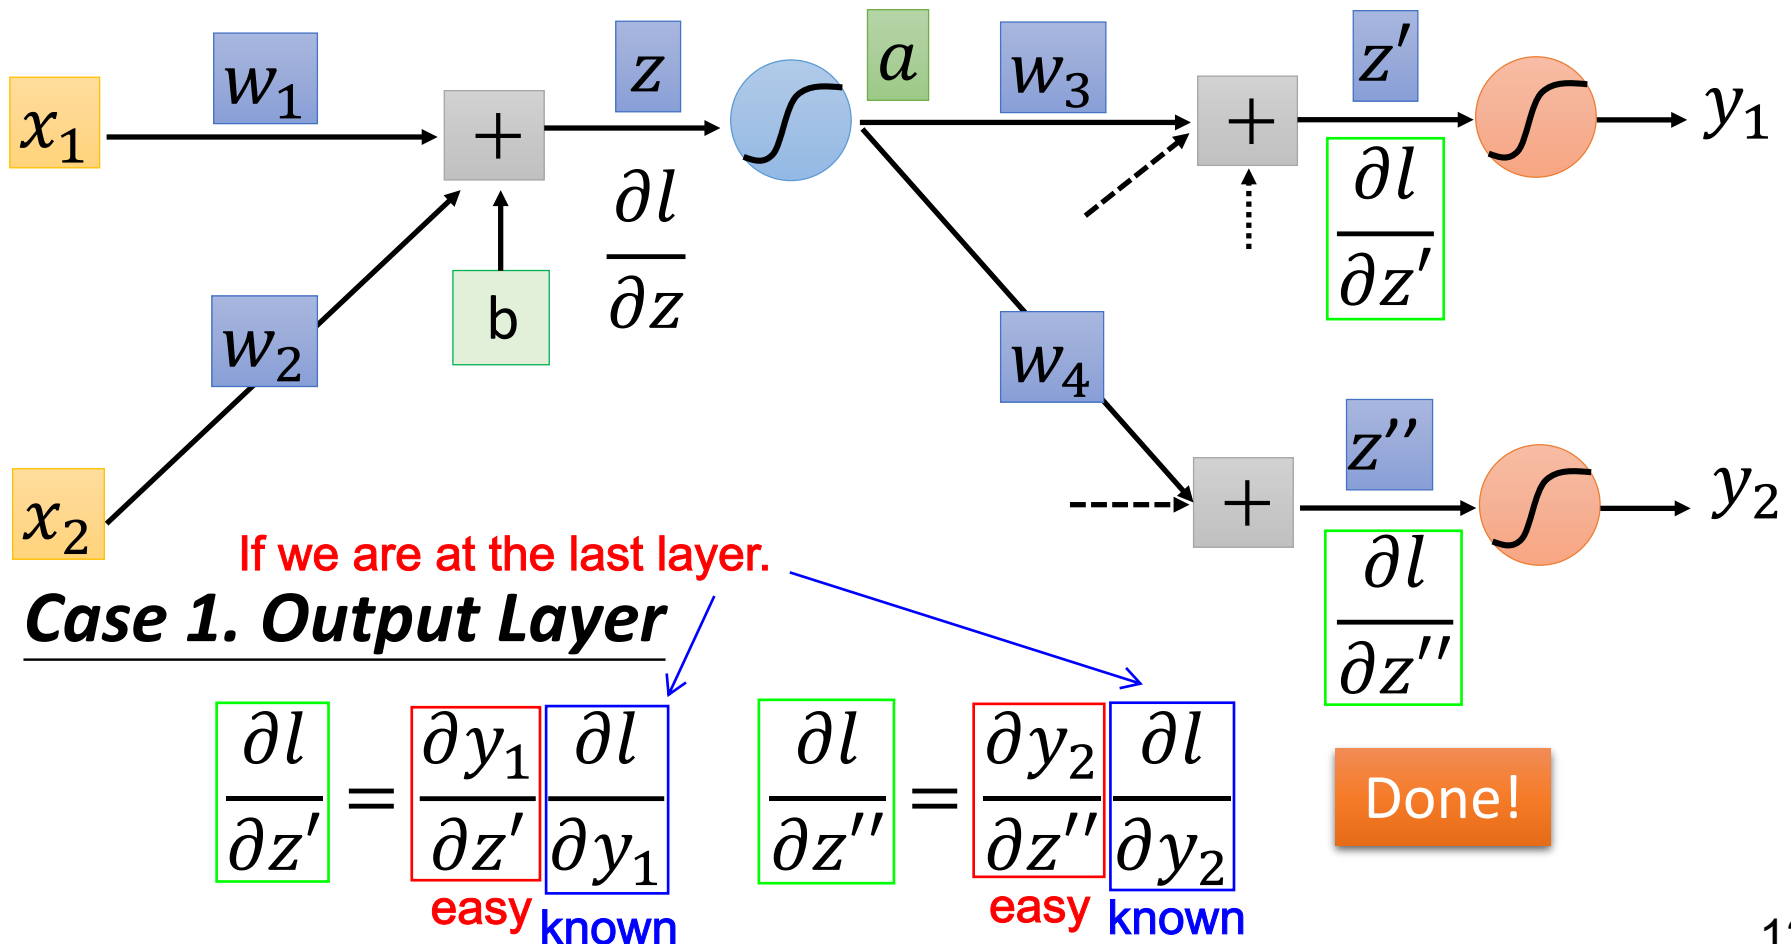 x₁
w₁
+
z
a
w₃
+
z′
y₁
∂l/∂z
∂l/∂z′
b
w₂
w₄
x₂
+
z′′
y₂
∂l/∂z′′
If we are at the last layer.
Case 1. Output Layer
∂l/∂z′ = ∂y₁/∂z′ ∂l/∂y₁
∂l/∂z′′ = ∂y₂/∂z′′ ∂l/∂y₂
Done!
easy known
easy known